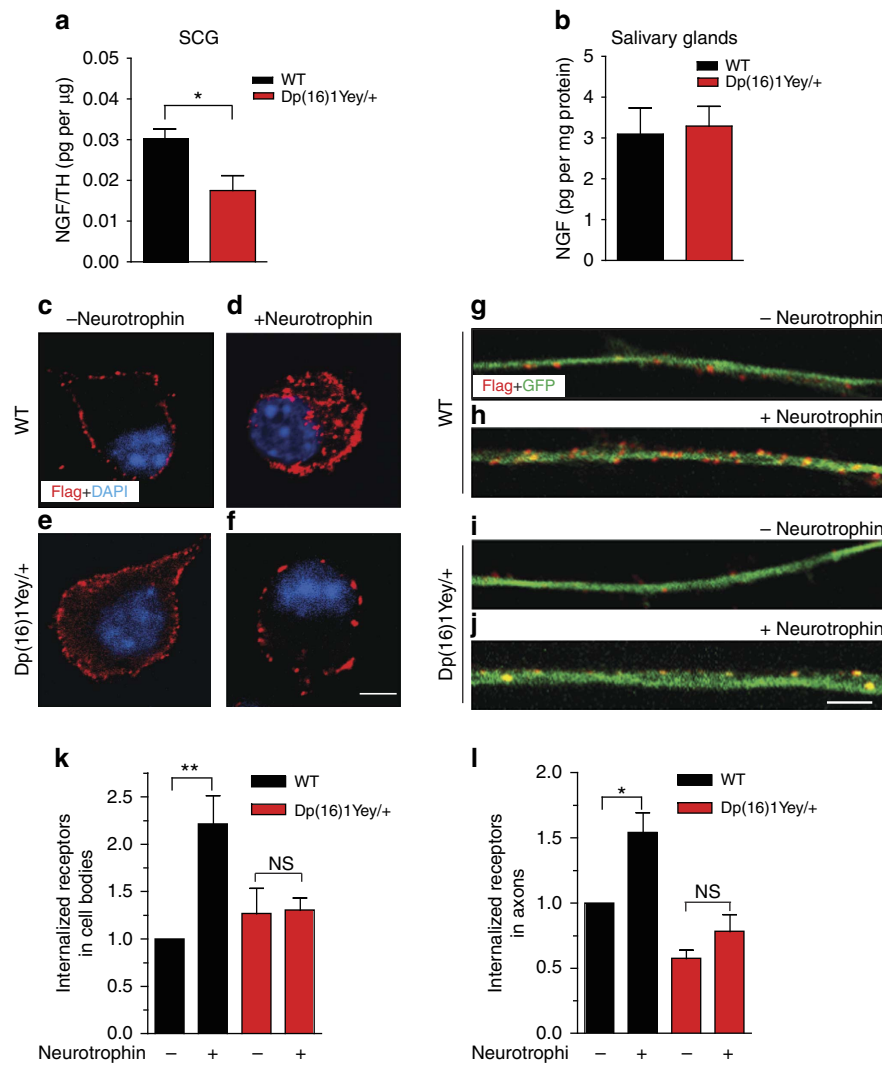 a
SCG
NGF/TH (pg per μg)
0.05
0.04
0.03
0.02
0.01
0.00
*
WT
Dp(16)1Yey/+
b
Salivary glands
NGF (pg per mg protein)
5
4
3
2
1
0
WT
Dp(16)1Yey/+
c
–Neurotrophin
d
+Neurotrophin
WT
Flag+DAPI
e
f
Dp(16)1Yey/+
g
– Neurotrophin
Flag+GFP
WT
h
+ Neurotrophin
i
– Neurotrophin
Dp(16)1Yey/+
j
+ Neurotrophin
k
Internalized receptors
in cell bodies
2.5
2.0
1.5
1.0
0.5
0.0
**
NS
WT
Dp(16)1Yey/+
Neurotrophin – + – +
l
Internalized receptors
in axons
2.0
1.5
1.0
0.5
0.0
*
NS
WT
Dp(16)1Yey/+
Neurotrophi – + – +